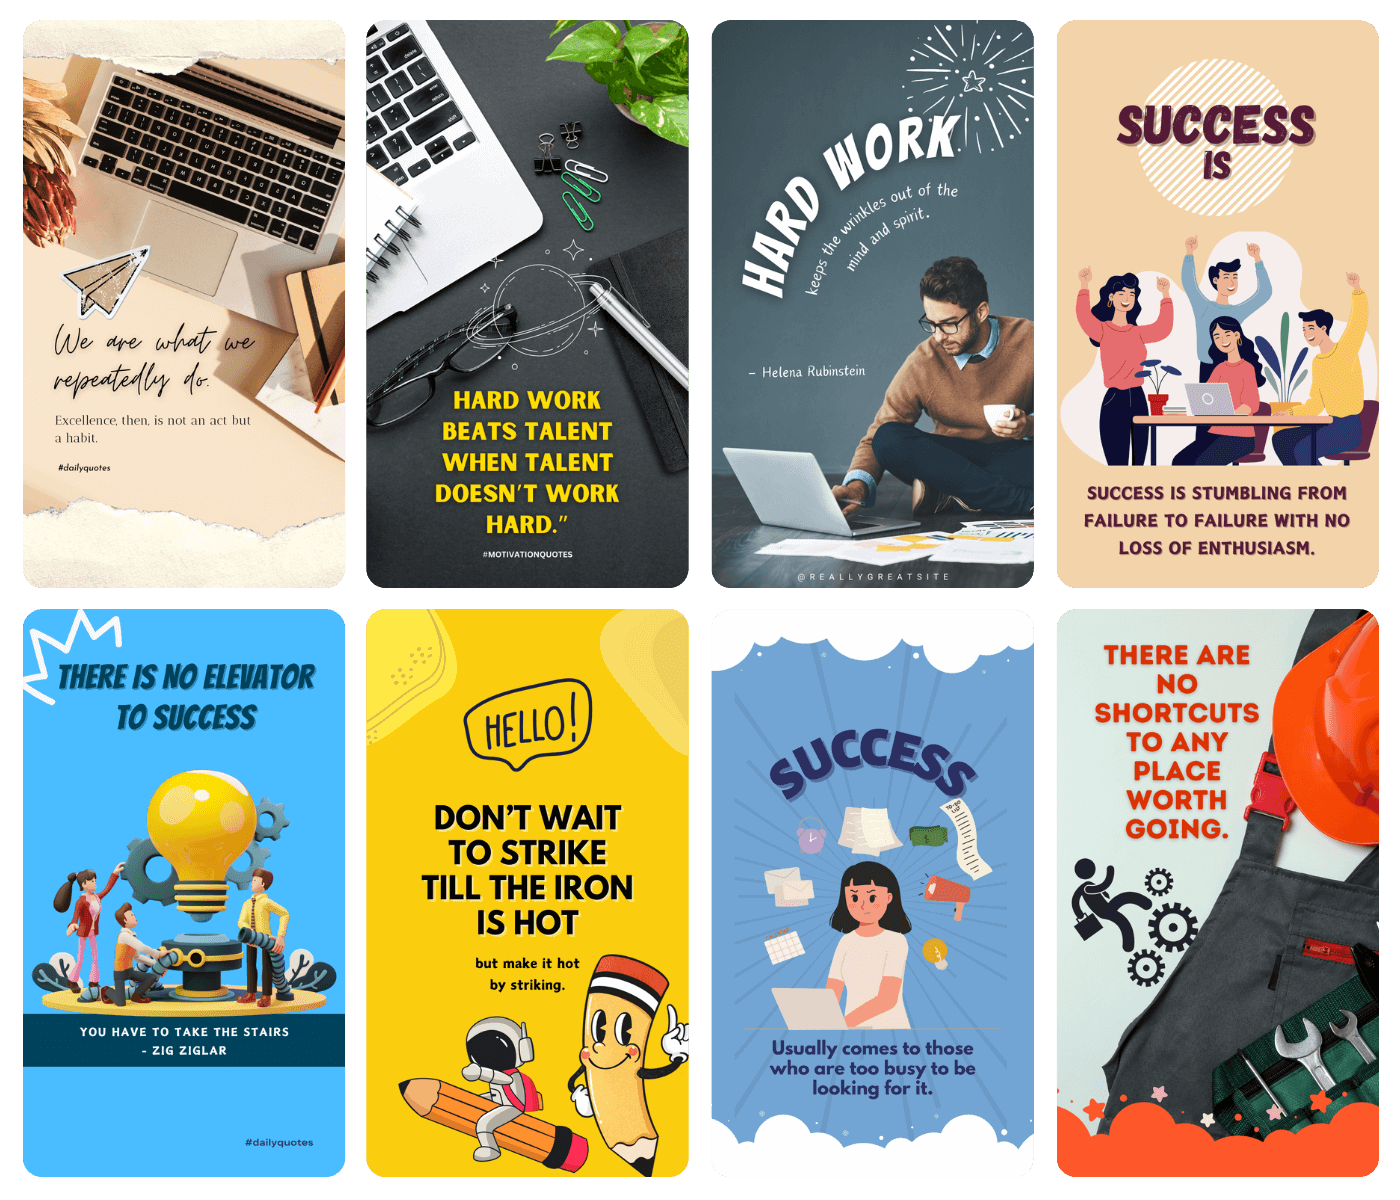 We are what we
repeatedly do.
Excellence, then, is not an act but
a habit.
#dailyquotes
HARD WORK
BEATS TALENT
WHEN TALENT
DOESN'T WORK
HARD.”
#MOTIVATIONQUOTES
HARD WORK
keeps the wrinkles out of the
mind and spirit.
- Helena Rubinstein
@REALLYGREATSITE
SUCCESS
IS
SUCCESS IS STUMBLING FROM
FAILURE TO FAILURE WITH NO
LOSS OF ENTHUSIASM.
THERE IS NO ELEVATOR
TO SUCCESS
YOU HAVE TO TAKE THE STAIRS
- ZIG ZIGLAR
#dailyquotes
HELLO!
DON'T WAIT
TO STRIKE
TILL THE IRON
IS HOT
but make it hot
by striking.
SUCCESS
TO-DO
LIST
Usually comes to those
who are too busy to be
looking for it.
THERE ARE
NO
SHORTCUTS
TO ANY
PLACE
WORTH
GOING.